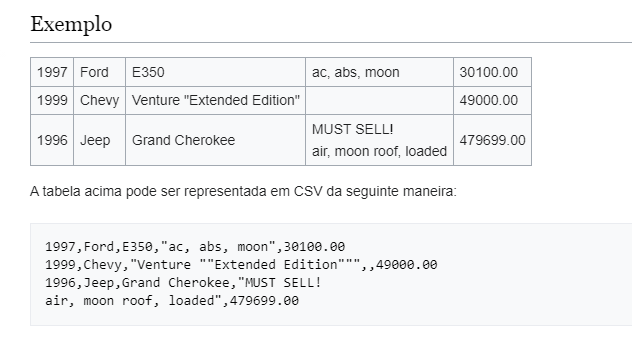 Exemplo
1997 Ford E350 ac, abs, moon 30100.00
1999 Chevy Venture "Extended Edition" 49000.00
1996 Jeep Grand Cherokee MUST SELL! 479699.00
air, moon roof, loaded
A tabela acima pode ser representada em CSV da seguinte maneira:
1997,Ford,E350,"ac, abs, moon",30100.00
1999,Chevy,"Venture ""Extended Edition""",,49000.00
1996,Jeep,Grand Cherokee,"MUST SELL!
air, moon roof, loaded",479699.00